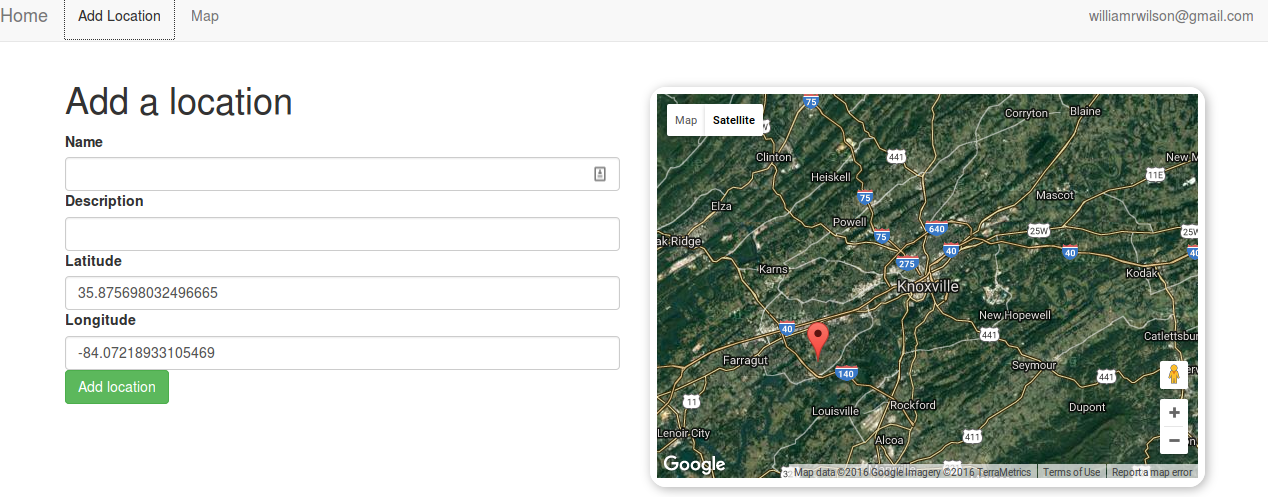 Home Add Location Map williamrwilson@gmail.com
Add a location
Name
Description
Latitude
35.875698032496665
Longitude
-84.07218933105469
Add location
Map Satellite
75
Corryton
Blaine
Clinton
441
New M
Heiskell
11E
75
Mascot
Elza
Powell
640
25W
25W
75
ak Ridge
40
40
40
275
Karns
Kodak
Knoxville
New Hopewell
40
441
Catlettsbur
Farragut
Seymour
140
441
11
Louisville
Rockford
Dupont
Lenoir City
Alcoa
411
Google
Map data ©2016 Google Imagery ©2016 TerraMetrics Terms of Use Report a map error